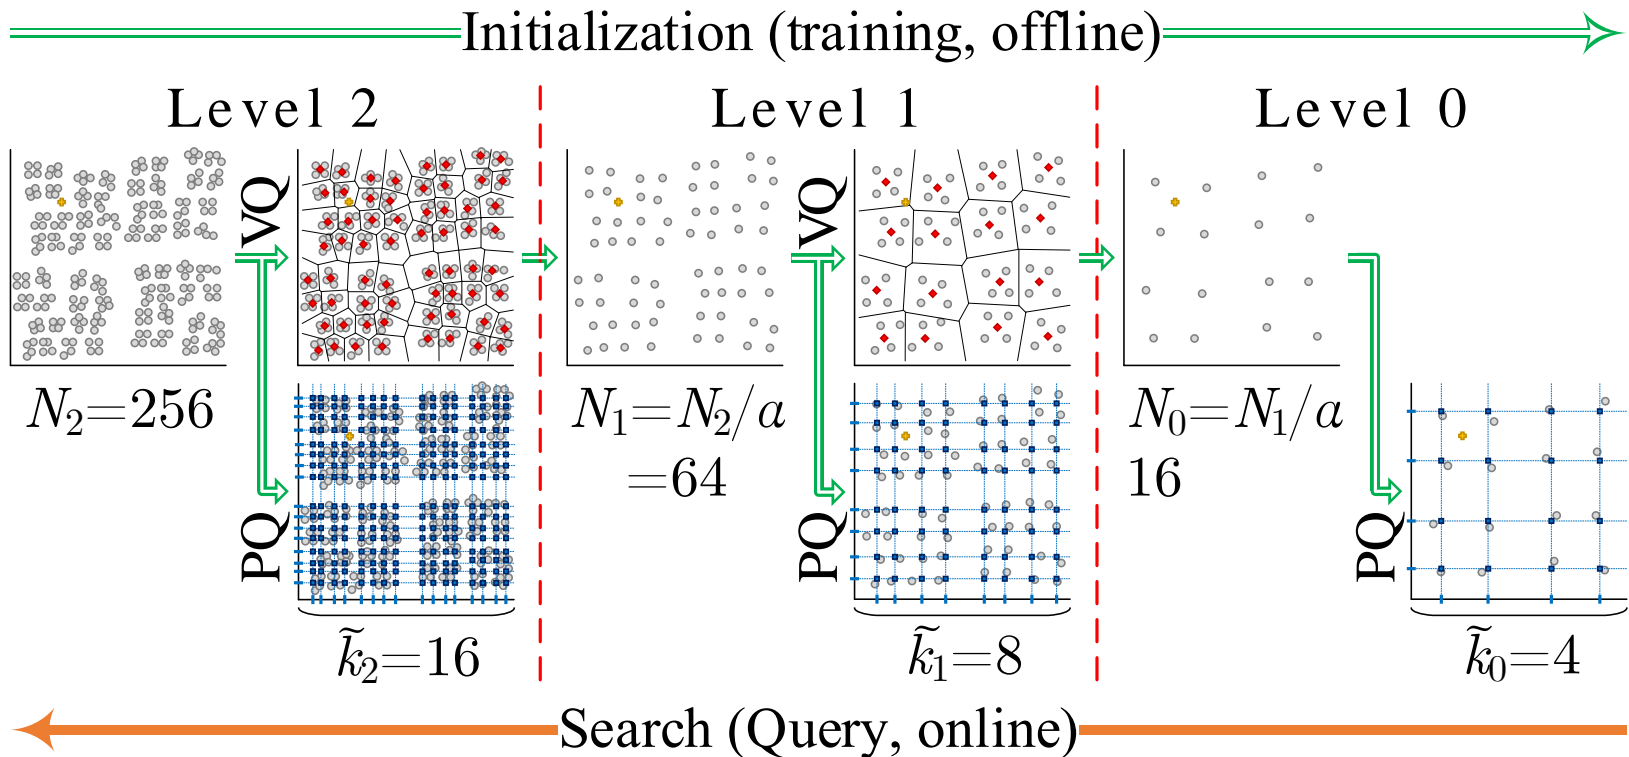 Initialization (training, offline)
Level 2
Level 1
Level 0
VQ
VQ
N₂=256
N₁=N₂/α
=64
N₀=N₁/α
16
PQ
PQ
PQ
k̃₂=16
k̃₁=8
k̃₀=4
Search (Query, online)